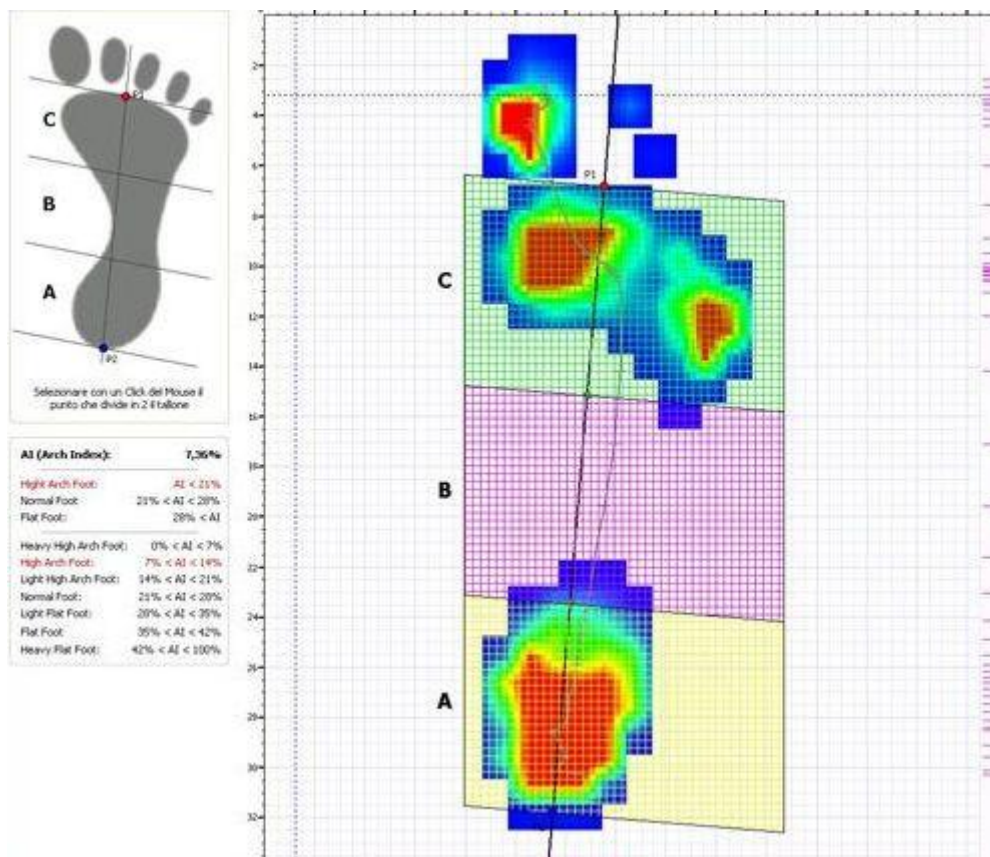 P1
C
B
A
P2
Selezionare con un Click del Mouse il
punto che divide in 2 il tallone
AI (Arch Index): 7,36%
Hight Arch Foot: AI < 21%
Normal Foot: 21% < AI < 28%
Flat Foot: 28% < AI
Heavy High Arch Foot: 0% < AI < 7%
High Arch Foot: 7% < AI < 14%
Light High Arch Foot: 14% < AI < 21%
Normal Foot: 21% < AI < 28%
Light Flat Foot: 28% < AI < 35%
Flat Foot 35% < AI < 42%
Heavy Flat Foot: 42% < AI < 100%
2
4
6
P1
8
10
C
12
14
16
18
B
20
22
24
26
A
28
30
32